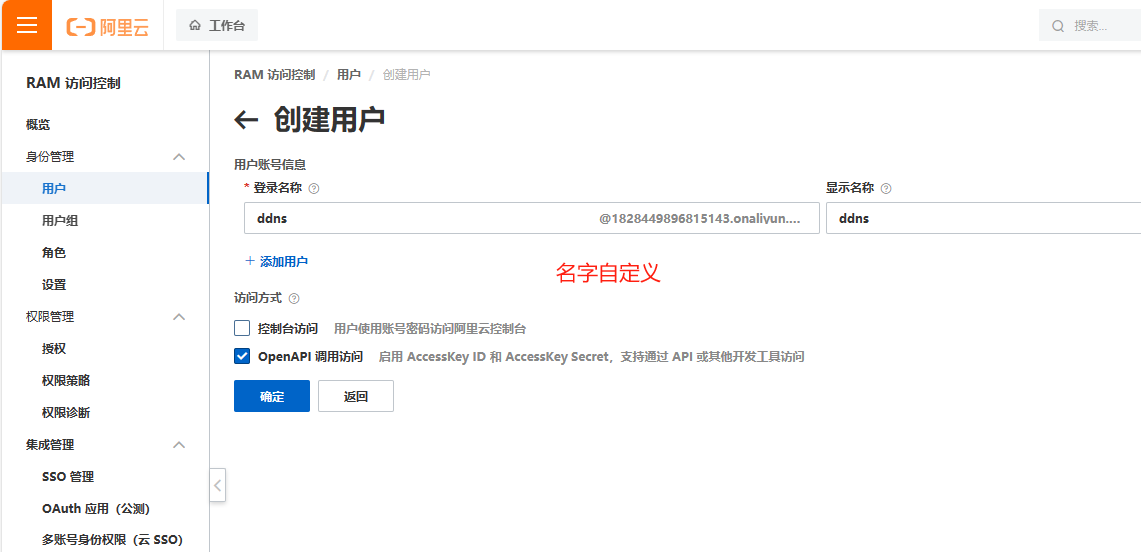 阿里云 工作台 搜索...
RAM 访问控制
概览
身份管理
用户
用户组
角色
设置
权限管理
授权
权限策略
权限诊断
集成管理
SSO 管理
OAuth 应用（公测）
多账号身份权限（云 SSO）
RAM 访问控制 / 用户 / 创建用户
← 创建用户
用户账号信息
* 登录名称 显示名称
ddns @1828449896815143.onaliyun.... ddns
+ 添加用户
名字自定义
访问方式
控制台访问 用户使用账号密码访问阿里云控制台
OpenAPI 调用访问 启用 AccessKey ID 和 AccessKey Secret，支持通过 API 或其他开发工具访问
确定 返回